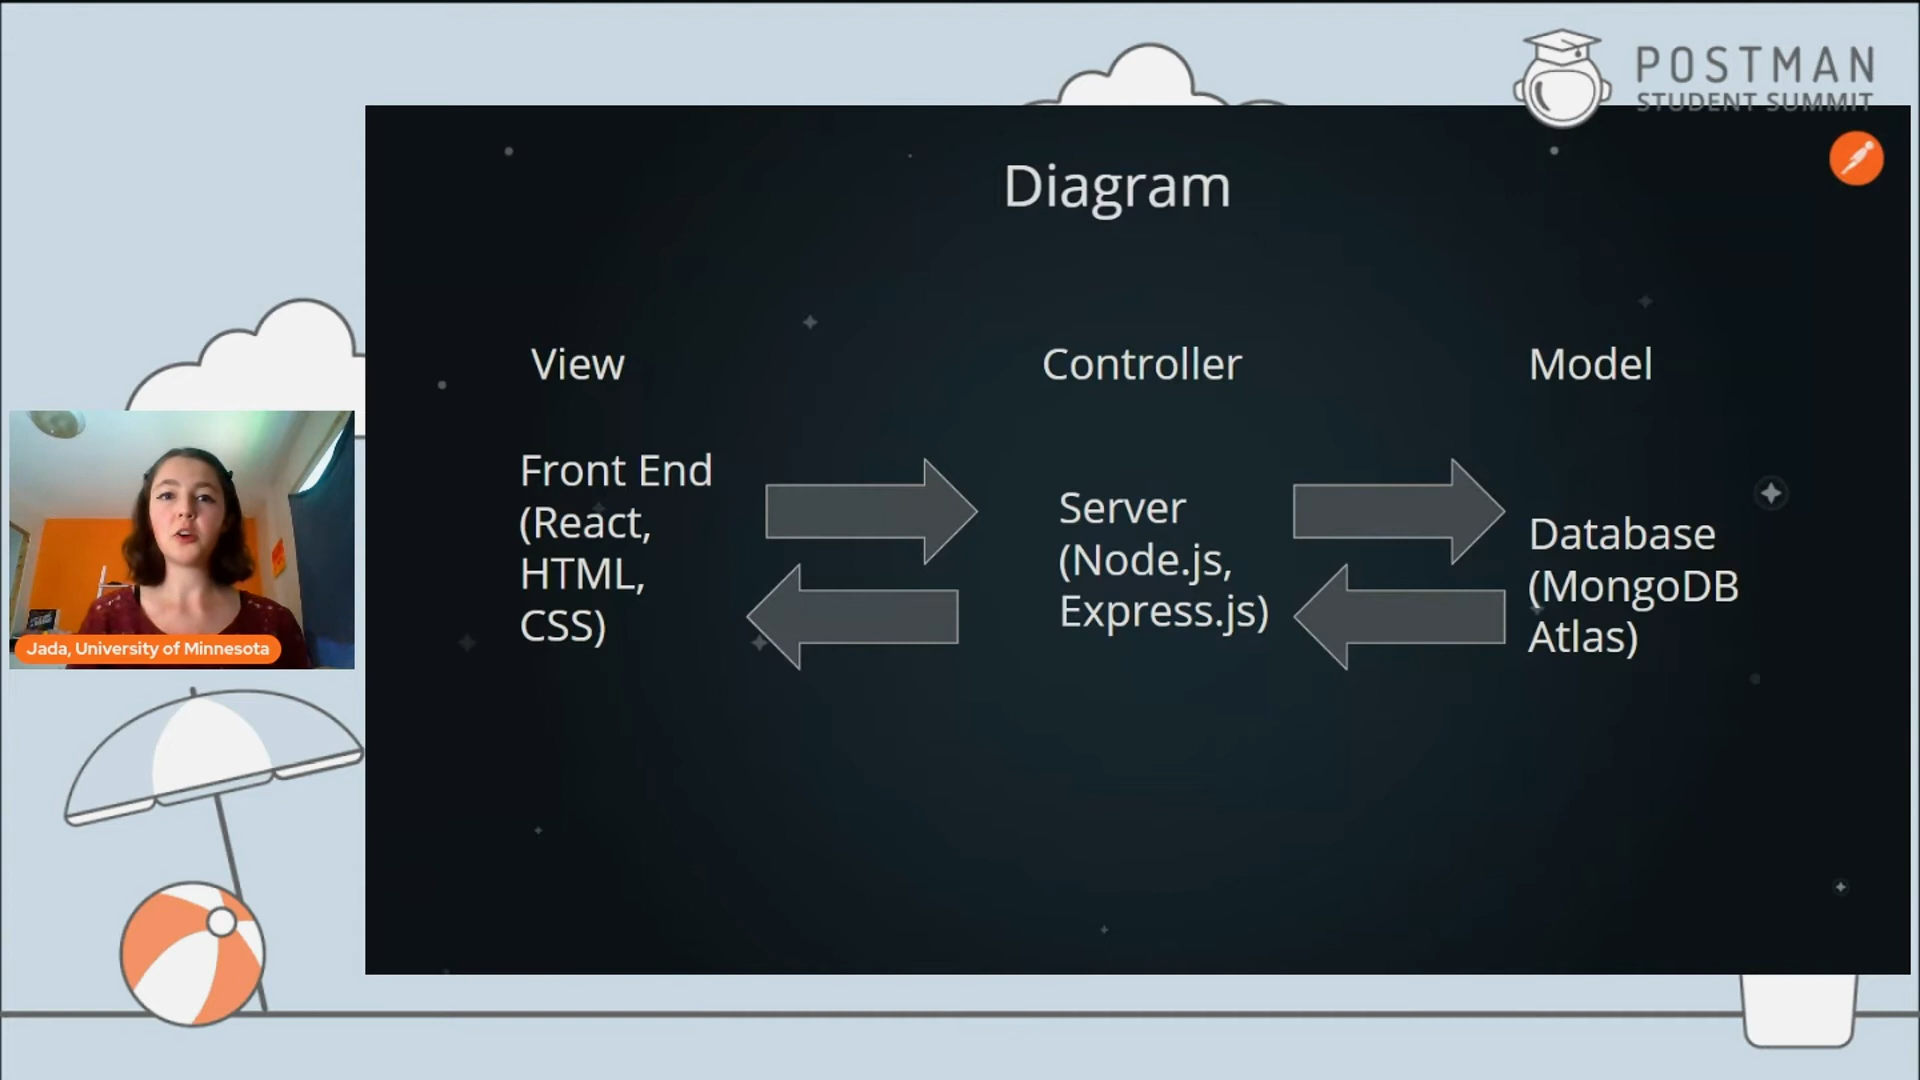 POSTMAN
STUDENT SUMMIT
Diagram
View
Controller
Model
Front End
(React,
HTML,
CSS)
Server
(Node.js,
Express.js)
Database
(MongoDB
Atlas)
Jada, University of Minnesota